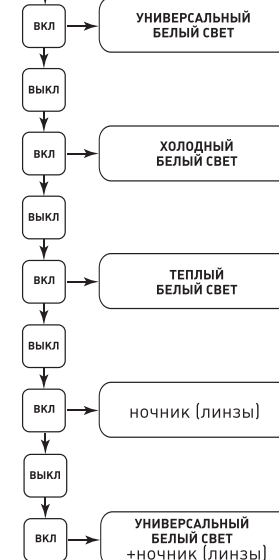 ВКЛ
УНИВЕРСАЛЬНЫЙ
БЕЛЫЙ СВЕТ
ВЫКЛ
ВКЛ
ХОЛОДНЫЙ
БЕЛЫЙ СВЕТ
ВЫКЛ
ВКЛ
ТЕПЛЫЙ
БЕЛЫЙ СВЕТ
ВЫКЛ
ВКЛ
ночник (линзы)
ВЫКЛ
ВКЛ
УНИВЕРСАЛЬНЫЙ
БЕЛЫЙ СВЕТ
+ночник (линзы)